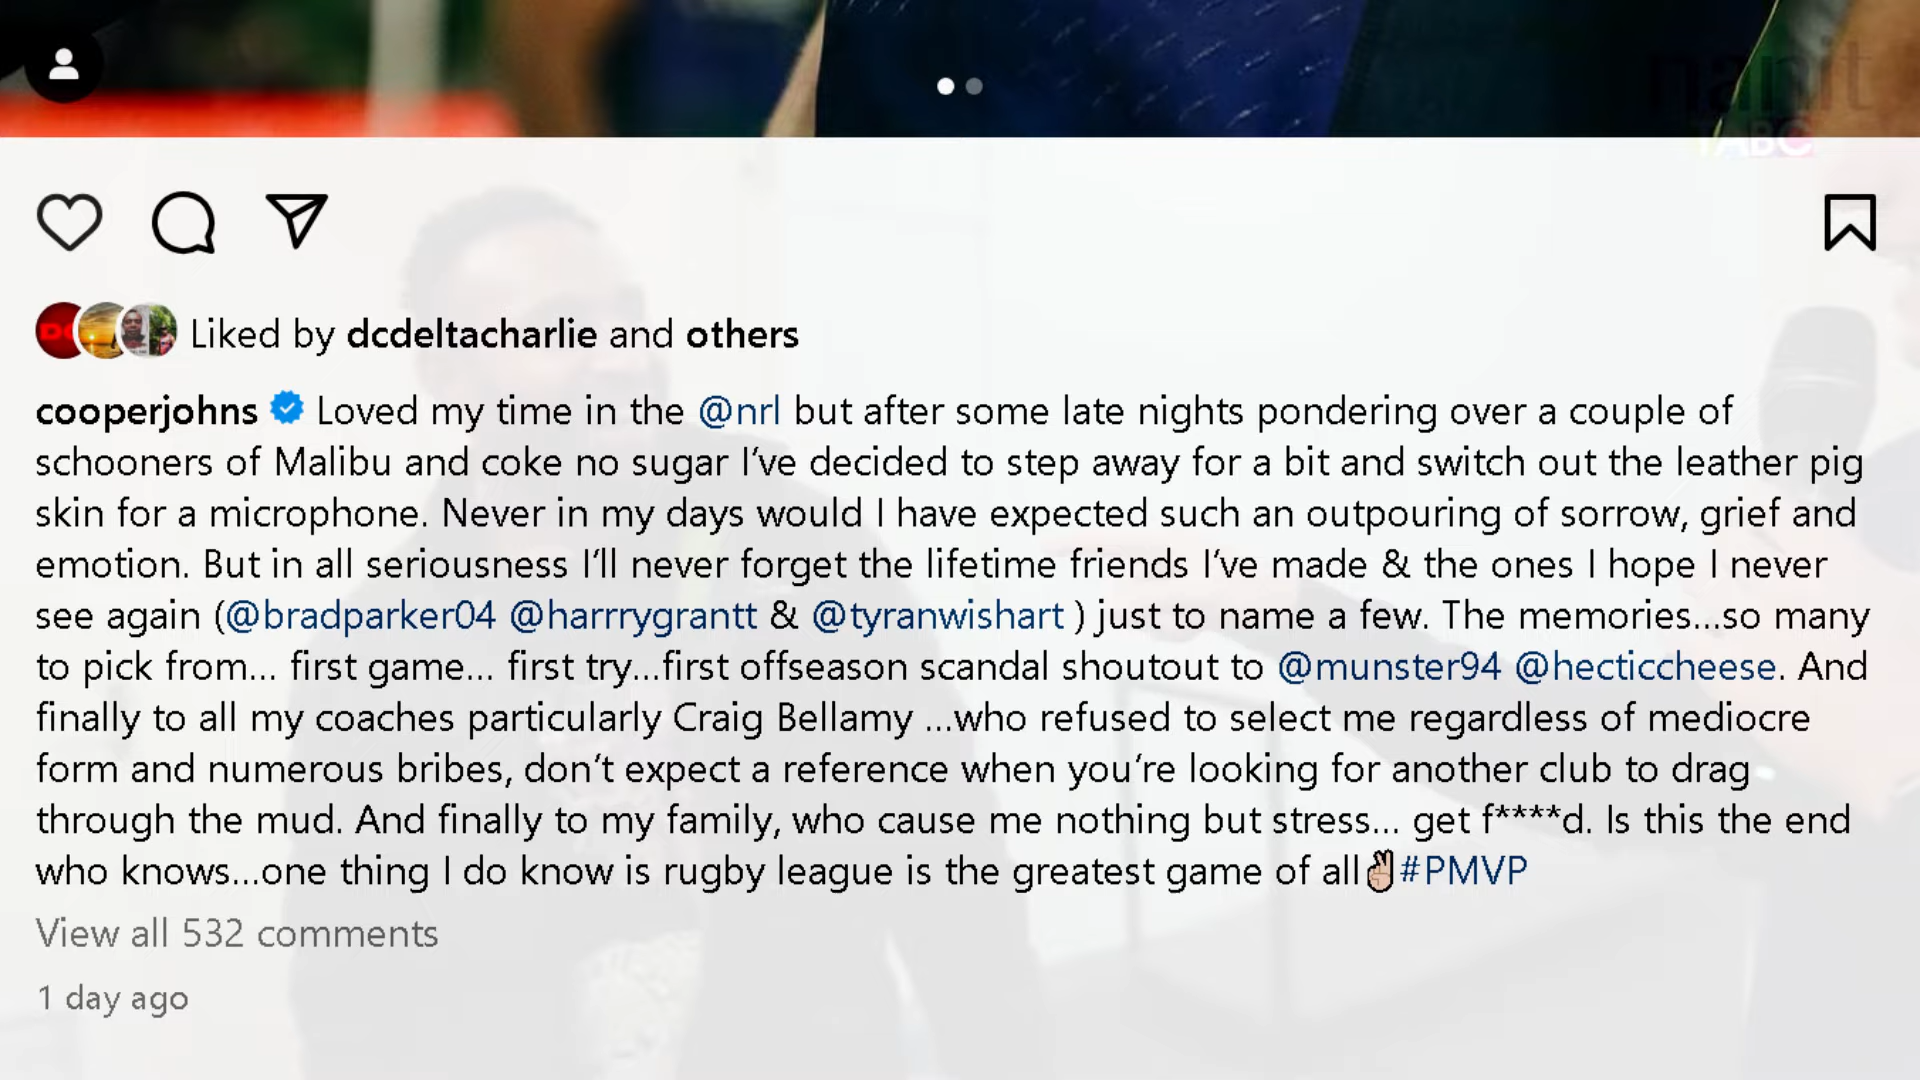 Liked by dcdeltacharlie and others
cooperjohns Loved my time in the @nrl but after some late nights pondering over a couple of
schooners of Malibu and coke no sugar I've decided to step away for a bit and switch out the leather pig
skin for a microphone. Never in my days would I have expected such an outpouring of sorrow, grief and
emotion. But in all seriousness I'll never forget the lifetime friends I've made & the ones I hope I never
see again (@bradparker04 @harrrygrantt & @tyranwishart ) just to name a few. The memories...so many
to pick from... first game... first try...first offseason scandal shoutout to @munster94 @hecticcheese. And
finally to all my coaches particularly Craig Bellamy ...who refused to select me regardless of mediocre
form and numerous bribes, don't expect a reference when you're looking for another club to drag
through the mud. And finally to my family, who cause me nothing but stress... get f****d. Is this the end
who knows...one thing I do know is rugby league is the greatest game of all✌🏼#PMVP
View all 532 comments
1 day ago